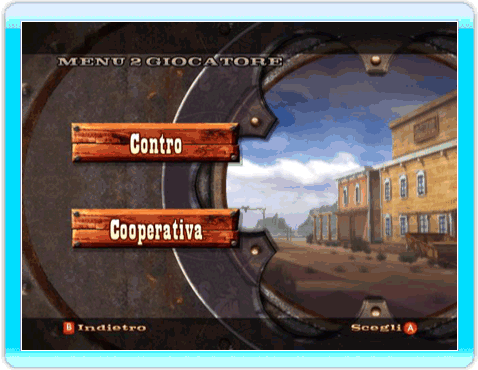 MENU 2 GIOCATORE
Contro
Cooperativa
B Indietro
Scegli A